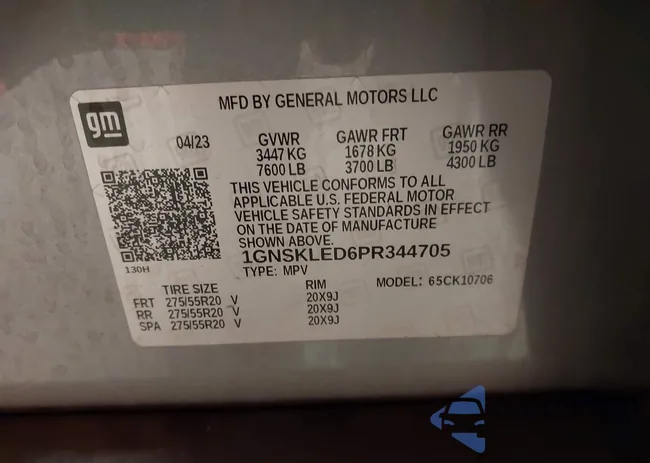 gm
MFD BY GENERAL MOTORS LLC
04/23 GVWR GAWR FRT GAWR RR
3447 KG 1678 KG 1950 KG
7600 LB 3700 LB 4300 LB
THIS VEHICLE CONFORMS TO ALL
APPLICABLE U.S. FEDERAL MOTOR
VEHICLE SAFETY STANDARDS IN EFFECT
ON THE DATE OF MANUFACTURE
SHOWN ABOVE.
130H
1GNSKLED6PR344705
TYPE: MPV MODEL: 65CK10706
TIRE SIZE RIM
FRT 275/55R20 V 20X9J
RR 275/55R20 V 20X9J
SPA 275/55R20 V 20X9J